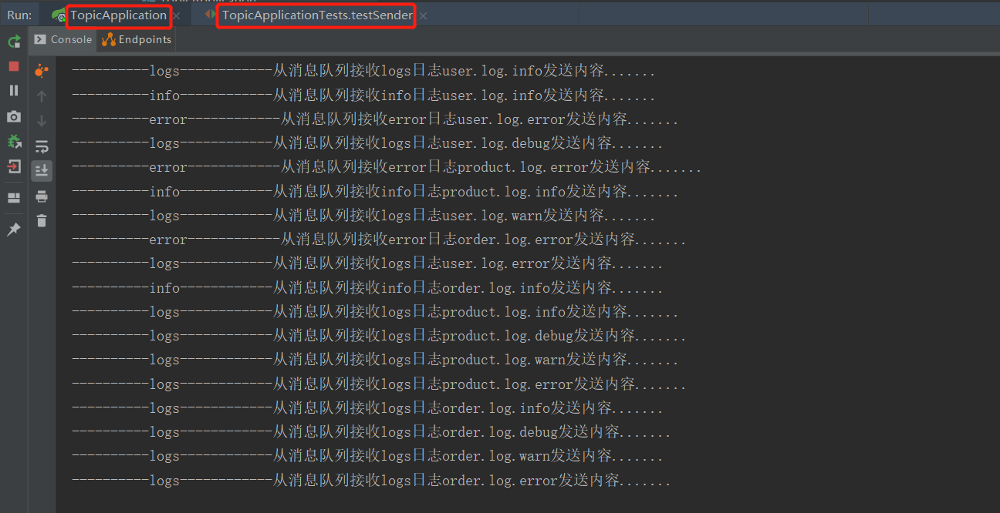 Run: TopicApplication × TopicApplicationTests.testSender ×
Console Endpoints
----------logs------------从消息队列接收logs日志user.log.info发送内容.......
----------info------------从消息队列接收info日志user.log.info发送内容.......
----------error------------从消息队列接收error日志user.log.error发送内容.......
----------logs------------从消息队列接收logs日志user.log.debug发送内容.......
----------error------------从消息队列接收error日志product.log.error发送内容.......
----------info------------从消息队列接收info日志product.log.info发送内容.......
----------logs------------从消息队列接收logs日志user.log.warn发送内容.......
----------error------------从消息队列接收error日志order.log.error发送内容.......
----------logs------------从消息队列接收logs日志user.log.error发送内容.......
----------info------------从消息队列接收info日志order.log.info发送内容.......
----------logs------------从消息队列接收logs日志product.log.info发送内容.......
----------logs------------从消息队列接收logs日志product.log.debug发送内容.......
----------logs------------从消息队列接收logs日志product.log.warn发送内容.......
----------logs------------从消息队列接收logs日志product.log.error发送内容.......
----------logs------------从消息队列接收logs日志order.log.info发送内容.......
----------logs------------从消息队列接收logs日志order.log.debug发送内容.......
----------logs------------从消息队列接收logs日志order.log.warn发送内容.......
----------logs------------从消息队列接收logs日志order.log.error发送内容.......